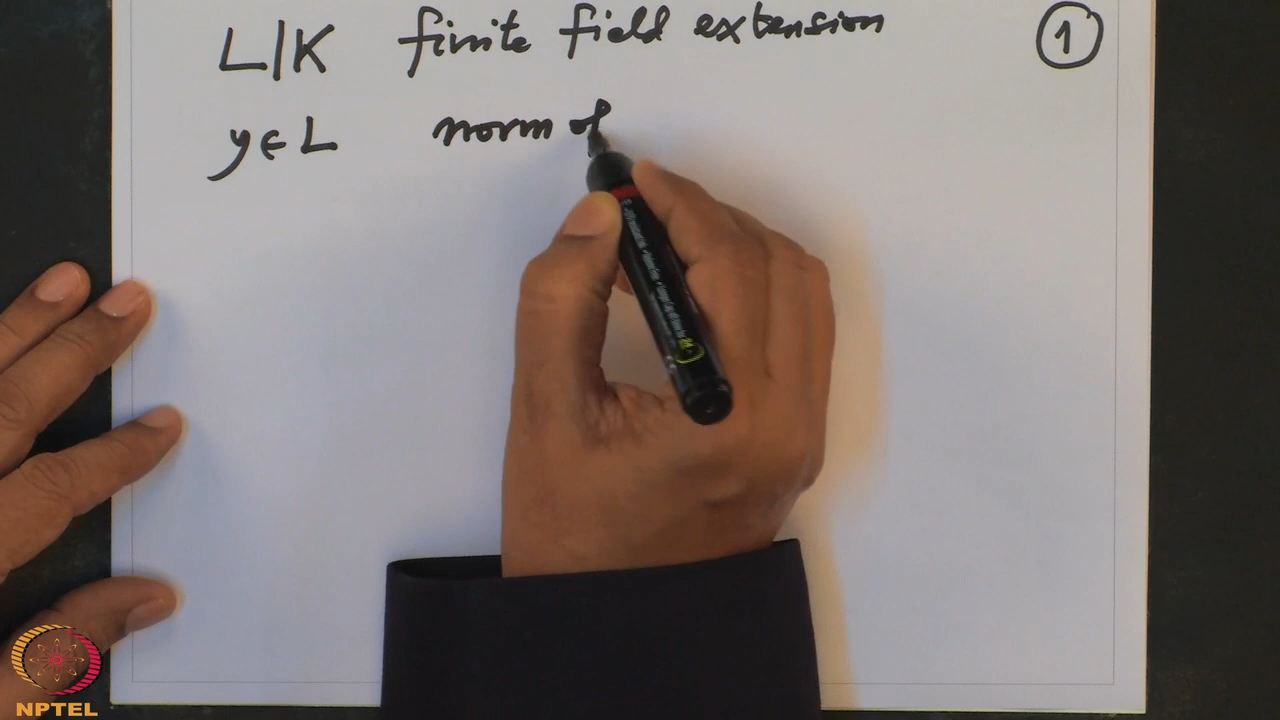 L|K finite field extension ①
y∈L norm of
NPTEL